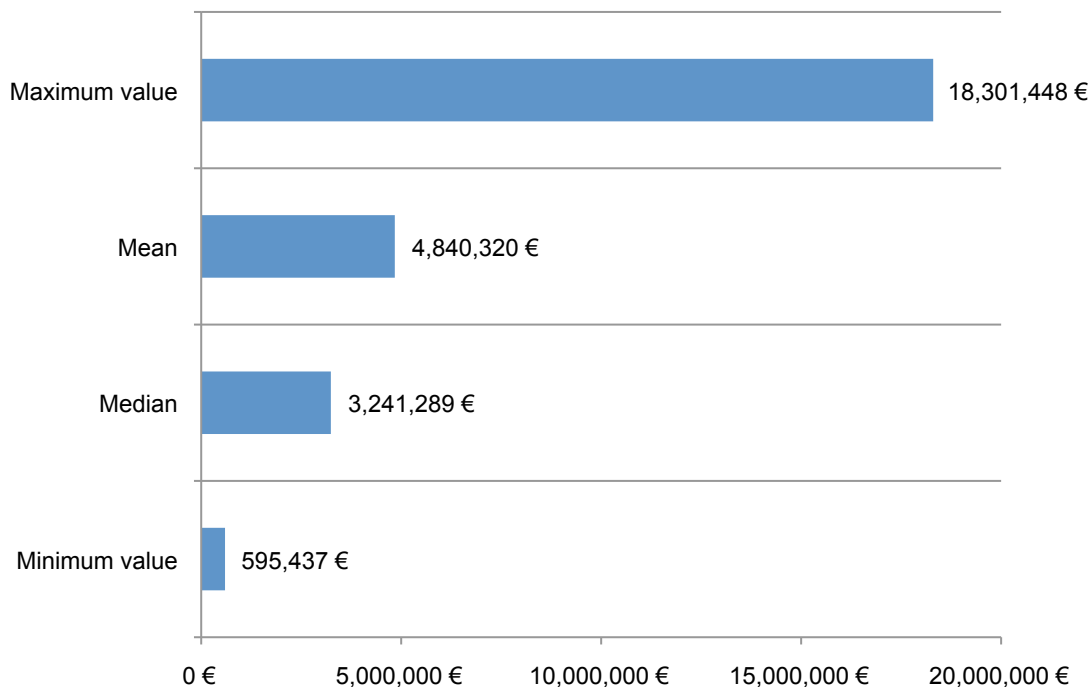 Maximum value 18,301,448 €
Mean 4,840,320 €
Median 3,241,289 €
Minimum value 595,437 €
0 € 5,000,000 € 10,000,000 € 15,000,000 € 20,000,000 €